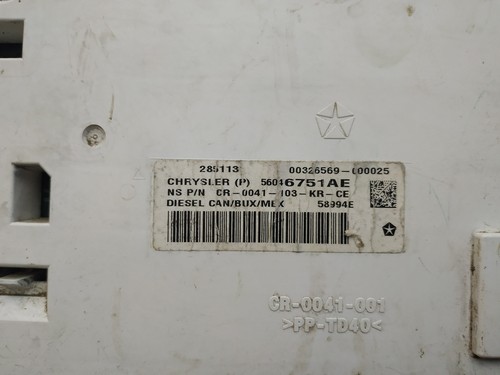 285113 00326569-000025
CHRYSLER (P) 56046751AE
NS P/N CR-0041-103-KR-CE
DIESEL CAN/BUX/MEX 58994E
CR-0041-001
>PP-TD40<